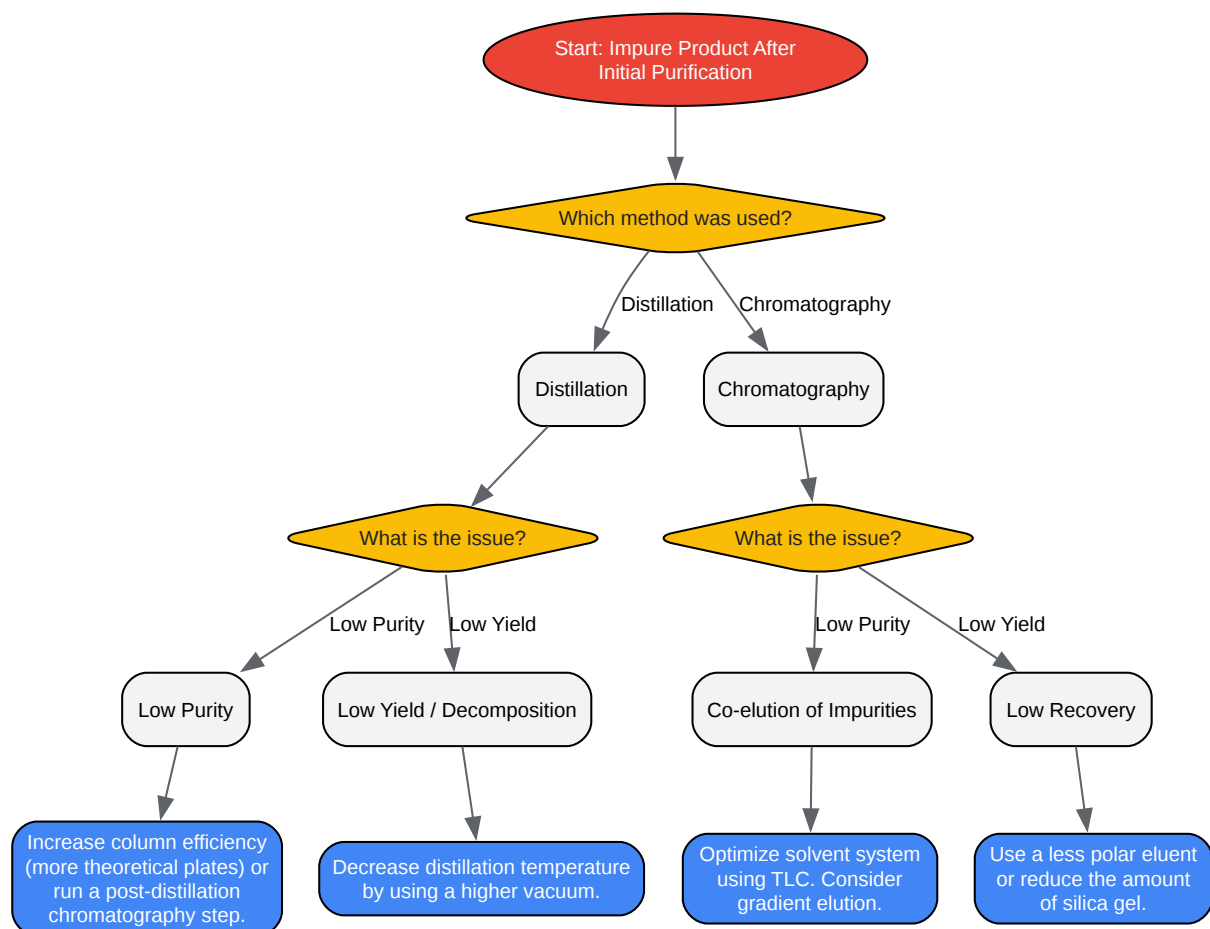 Start: Impure Product After
Initial Purification
Which method was used?
Distillation
Chromatography
Distillation
Chromatography
What is the issue?
What is the issue?
Low Purity
Low Yield
Low Purity
Low Yield
Low Purity
Low Yield / Decomposition
Co-elution of Impurities
Low Recovery
Increase column efficiency
(more theoretical plates) or
run a post-distillation
chromatography step.
Decrease distillation temperature
by using a higher vacuum.
Optimize solvent system
using TLC. Consider
gradient elution.
Use a less polar eluent
or reduce the amount
of silica gel.